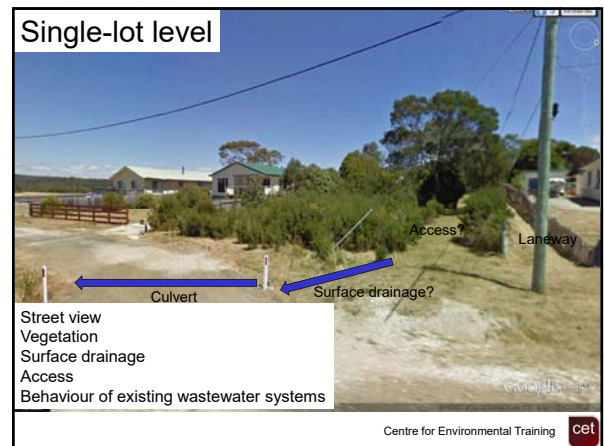 Single-lot level
Access?
Laneway
Culvert
Surface drainage?
Street view
Vegetation
Surface drainage
Access
Behaviour of existing wastewater systems
Google
Centre for Environmental Training
cet